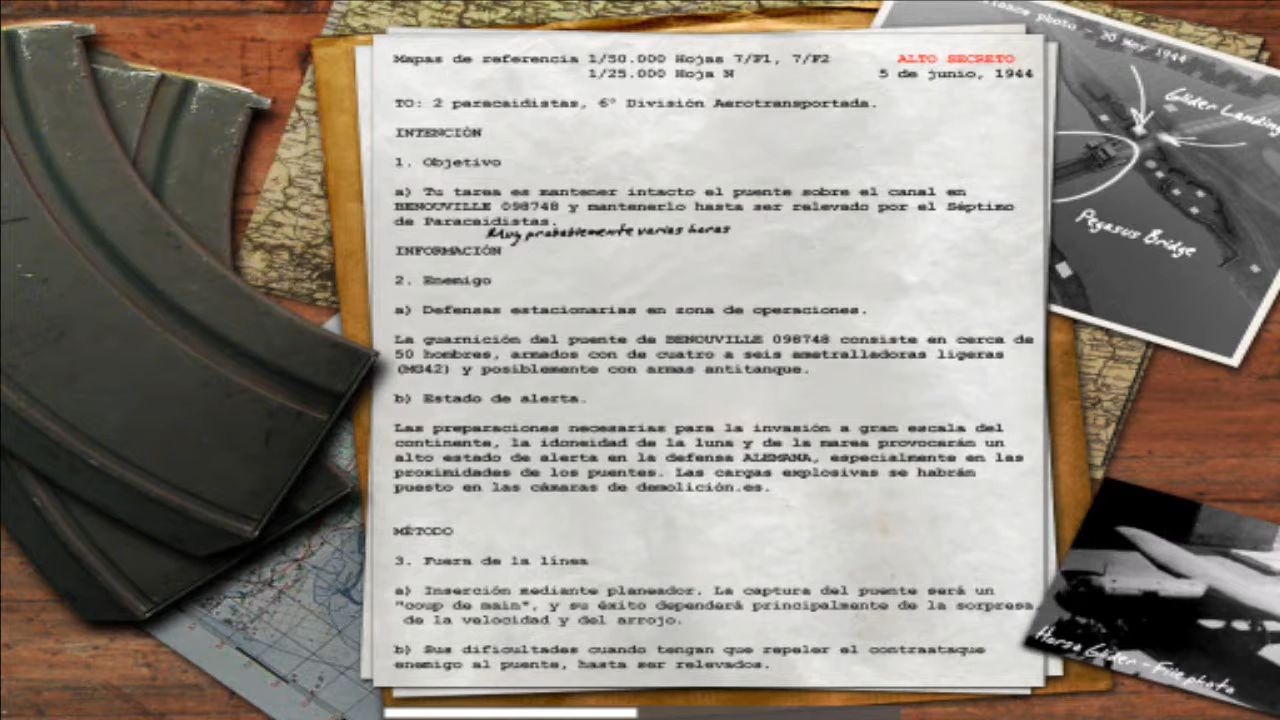 Mapas de referencia 1/50.000 Hojas 7/F1, 7/F2
1/25.000 Hoja N
ALTO SECRETO
5 de junio, 1944
TO: 2 paracaidistas, 6º División Aerotransportada.
INTENCIÓN
1. Objetivo
a) Tu tarea es mantener intacto el puente sobre el canal en
BENOUVILLE 098748 y mantenerlo hasta ser relevado por el Séptimo
de Paracaidistas.
Muy probablemente varias horas
INFORMACIÓN
2. Enemigo
a) Defensas estacionarias en zona de operaciones.
La guarnición del puente de BENOUVILLE 098748 consiste en cerca de
50 hombres, armados con de cuatro a seis ametralladoras ligeras
(MG42) y posiblemente con armas antitanque.
b) Estado de alerta.
Las preparaciones necesarias para la invasión a gran escala del
continente, la idoneidad de la luna y de la marea provocarán un
alto estado de alerta en la defensa ALEMANA, especialmente en las
proximidades de los puentes. Las cargas explosivas se habrán
puesto en las cámaras de demolición.es.
MÉTODO
3. Fuera de la línea
a) Inserción mediante planeador. La captura del puente será un
"coup de main", y su éxito dependerá principalmente de la sorpresa
de la velocidad y del arrojo.
b) Sus dificultades cuando tengan que repeler el contraataque
enemigo al puente, hasta ser relevados.
photo - 30 May 1944
Glider Landing
Pegasus Bridge
Horsa Glider - File photo